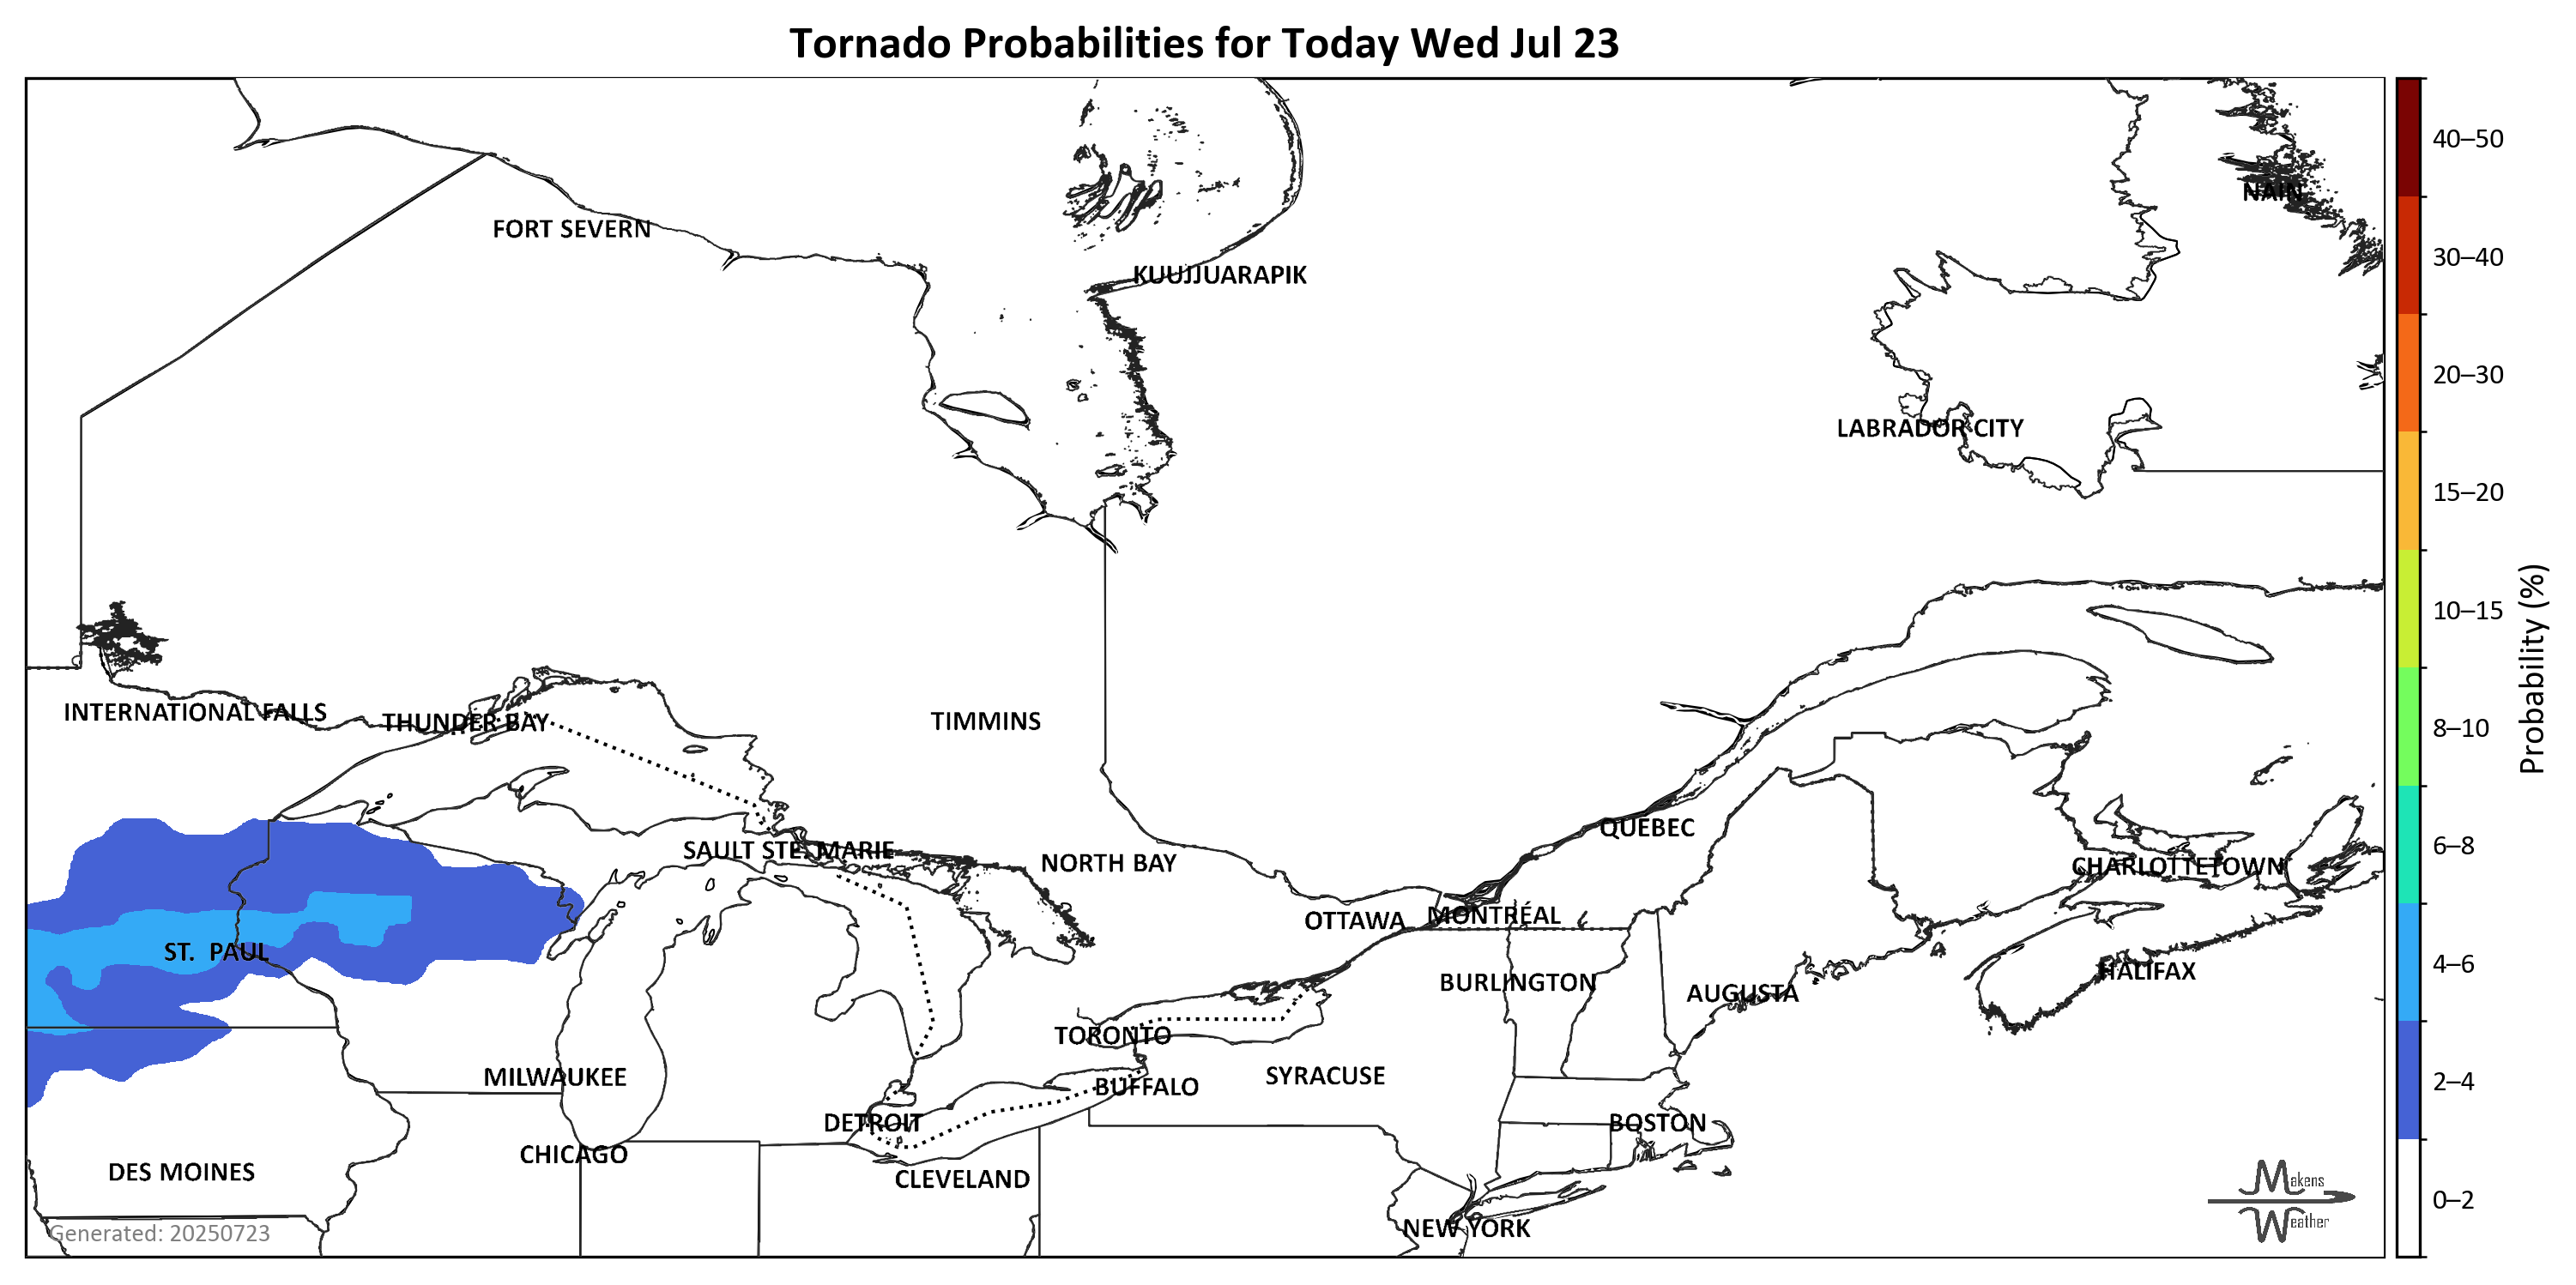 Tornado Probabilities for Today Wed Jul 23
40–50
NAIN
FORT SEVERN
30–40
KUUJJUARAPIK
20–30
LABRADOR CITY
15–20
10–15
Probability (%)
INTERNATIONAL FALLS
THUNDER BAY
TIMMINS
8–10
QUÉBEC
SAULT STE. MARIE
NORTH BAY
CHARLOTTETOWN
6–8
OTTAWA
MONTRÉAL
ST. PAUL
4–6
HALIFAX
BURLINGTON
AUGUSTA
TORONTO
MILWAUKEE
SYRACUSE
BUFFALO
2–4
DETROIT
BOSTON
CHICAGO
DES MOINES
CLEVELAND
Makens
Weather
0–2
NEW YORK
Generated: 20250723